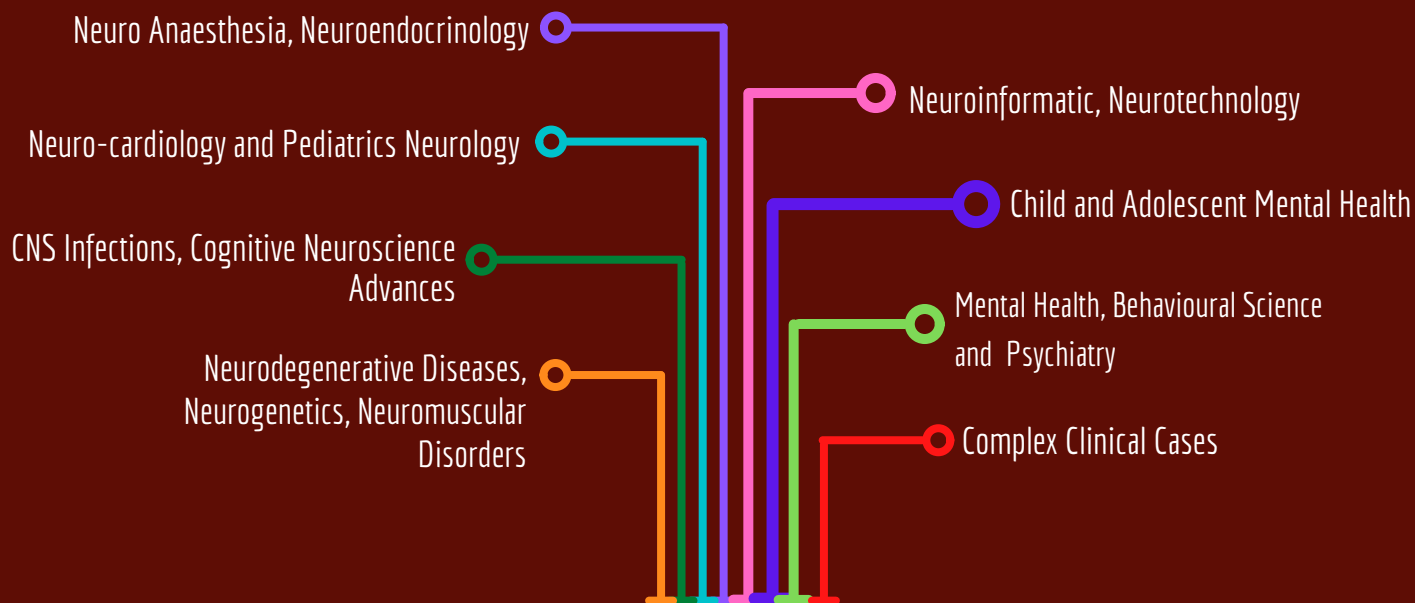 Neuro Anaesthesia, Neuroendocrinology
Neuro-cardiology and Pediatrics Neurology
CNS Infections, Cognitive Neuroscience
Advances
Neurodegenerative Diseases,
Neurogenetics, Neuromuscular
Disorders
Neuroinformatic, Neurotechnology
Child and Adolescent Mental Health
Mental Health, Behavioural Science
and Psychiatry
Complex Clinical Cases